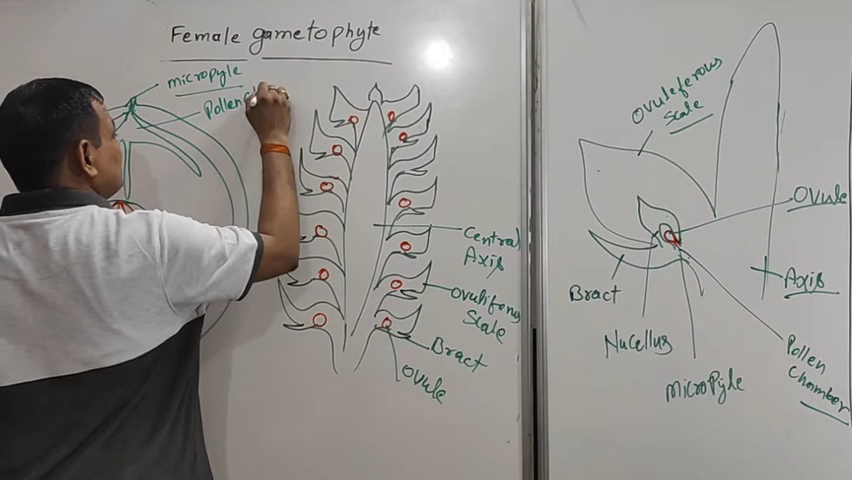 Female gametophyte
micropyle
Pollen
Central
Axis
Ovuliferous
Scale
Bract
Ovule
Ovuleferous
Scale
Ovule
Axis
Bract
Nucellus
Micropyle
Pollen
chamber